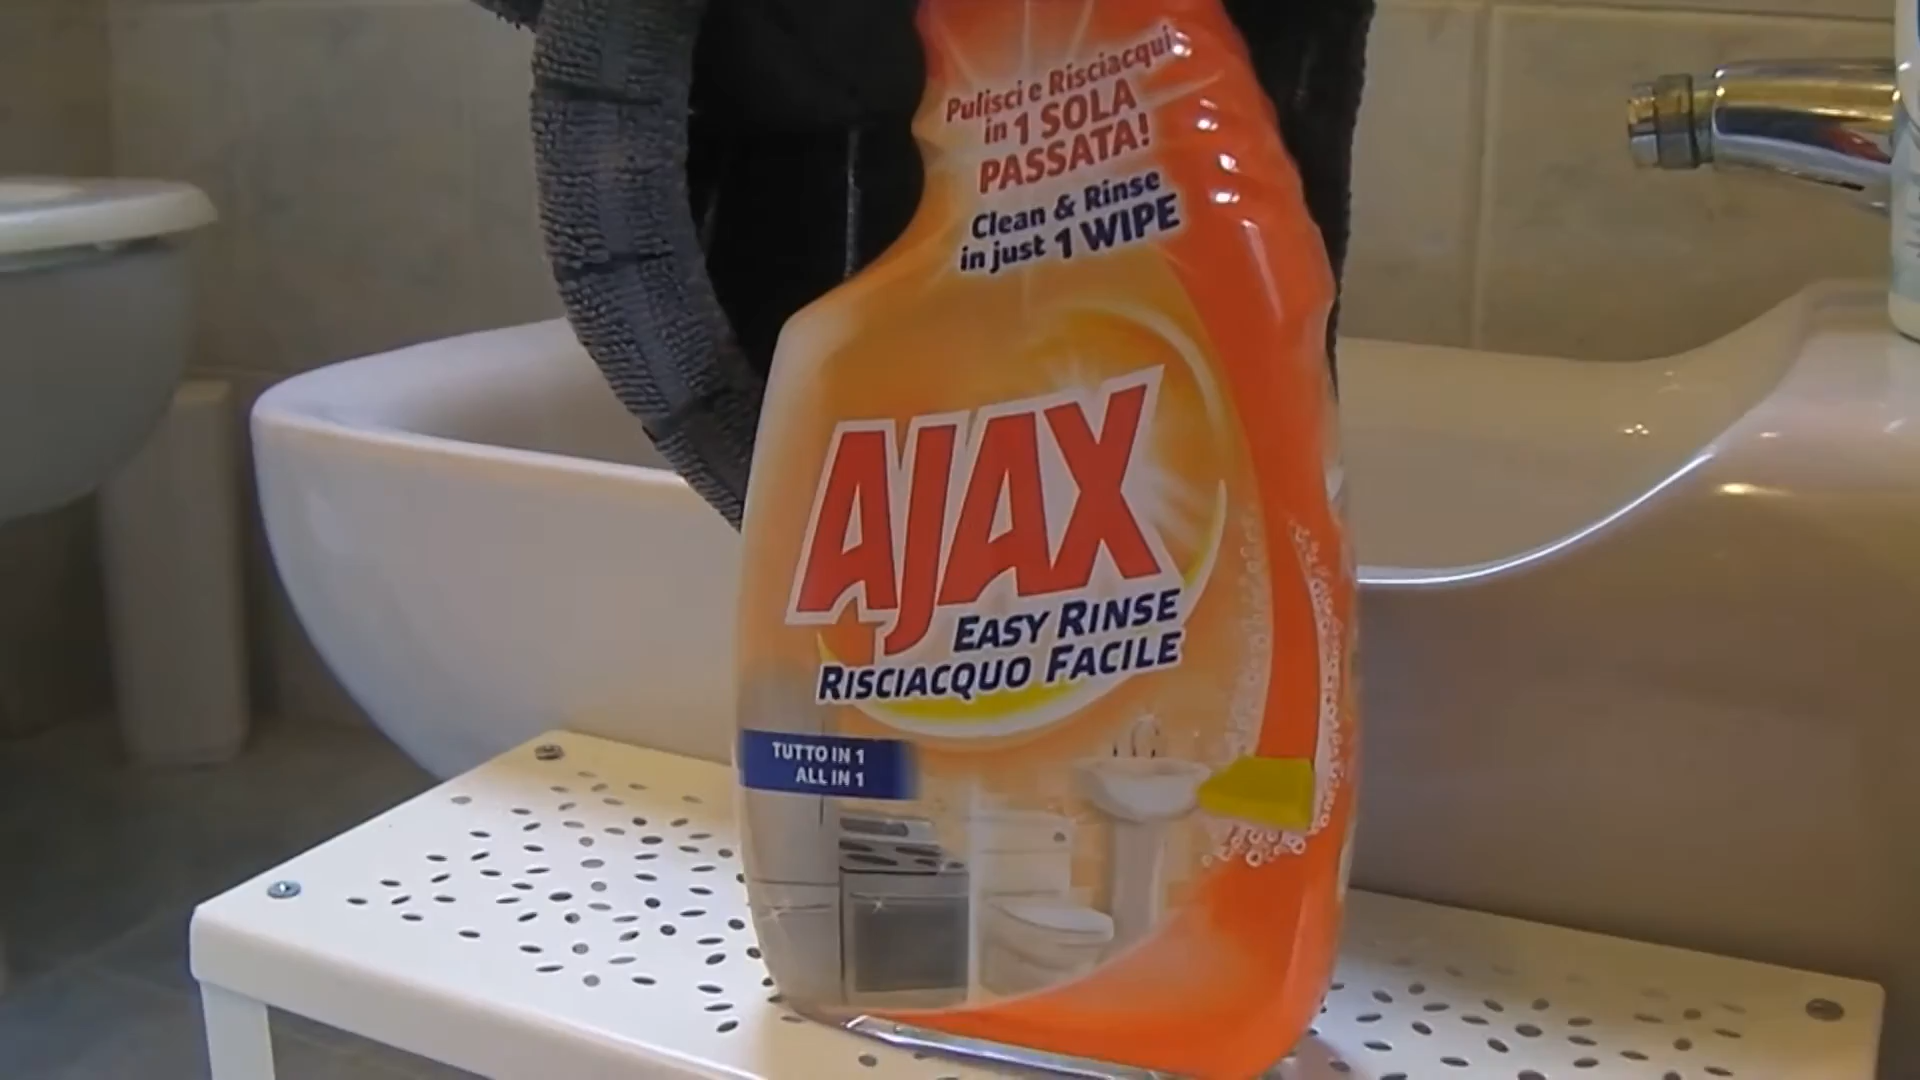 Pulisci e Risciacqui
in 1 SOLA
PASSATA!
Clean & Rinse
in just 1 WIPE
AJAX
EASY RINSE
RISCIACQUO FACILE
TUTTO IN 1
ALL IN 1